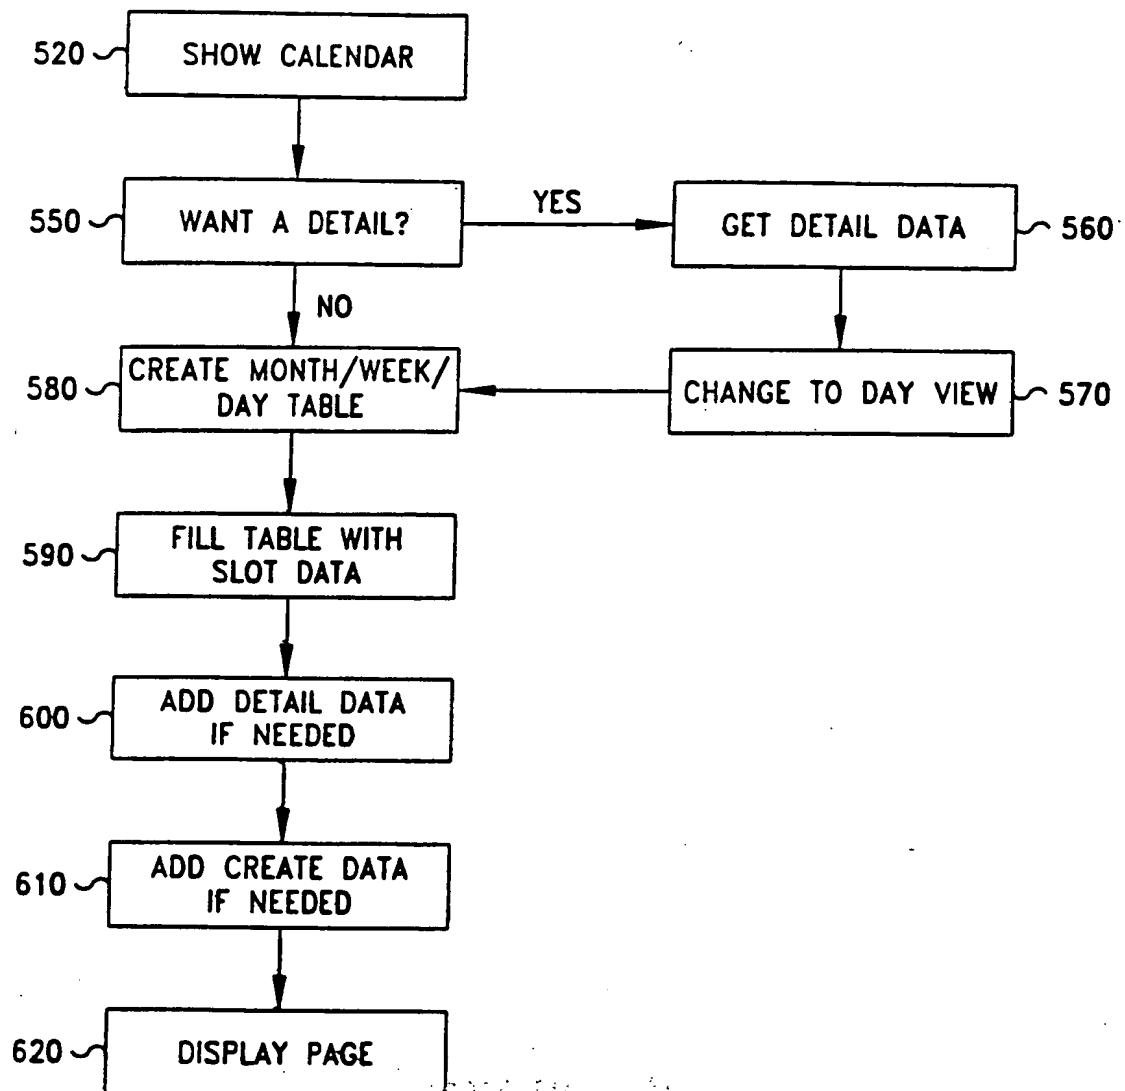 520
SHOW CALENDAR
550
WANT A DETAIL?
YES
GET DETAIL DATA
560
NO
580
CREATE MONTH/WEEK/
DAY TABLE
CHANGE TO DAY VIEW
570
590
FILL TABLE WITH
SLOT DATA
600
ADD DETAIL DATA
IF NEEDED
610
ADD CREATE DATA
IF NEEDED
620
DISPLAY PAGE